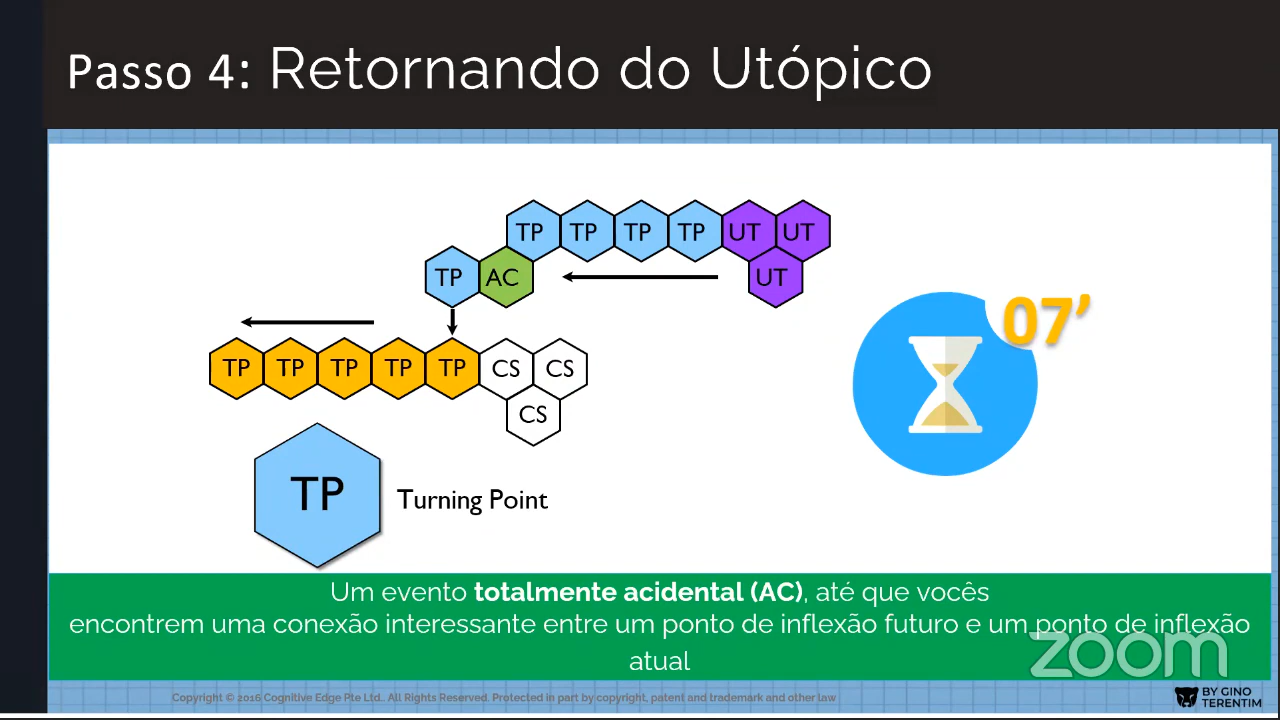 Passo 4: Retornando do Utópico
TP TP TP TP UT UT
TP AC UT
07’
TP TP TP TP TP CS CS
CS
TP Turning Point
Um evento totalmente acidental (AC), até que vocês
encontrem uma conexão interessante entre um ponto de inflexão futuro e um ponto de inflexão
atual
zoom
Copyright © 2016 Cognitive Edge Pte Ltd.. All Rights Reserved. Protected in part by copyright, patent and trademark and other law
BY GINO
TERENTIM